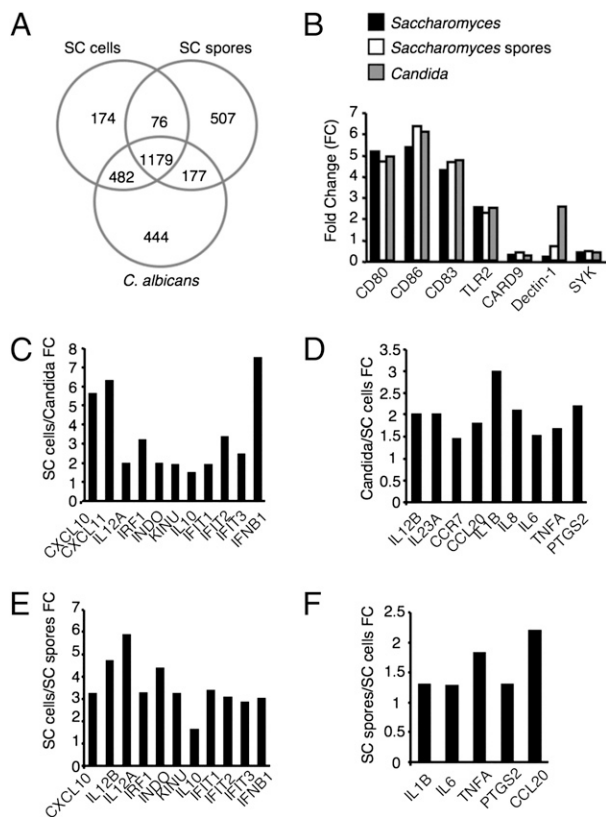 A
SC cells
SC spores
174
76
507
1179
482
177
444
C. albicans
B
Saccharomyces
Saccharomyces spores
Candida
Fold Change (FC)
7
6
5
4
3
2
1
0
CD80
CD86
CD83
TLR2
CARD9
Dectin-1
SYK
C
SC cells/Candida FC
8
7
6
5
4
3
2
1
0
CXCL10
CXCL11
IL12A
IRF1
INDO
KINU
IL10
IFIT1
IFIT2
IFIT3
IFNB1
D
Candida/SC cells FC
3.5
3
2.5
2
1.5
1
0.5
0
IL12B
IL23A
CCR7
CCL20
IL1B
IL8
IL6
TNFA
PTGS2
E
SC cells/SC spores FC
7
6
5
4
3
2
1
0
CXCL10
IL12B
IL12A
IRF1
INDO
KINU
IL10
IFIT1
IFIT2
IFIT3
IFNB1
F
SC spores/SC cells FC
2.5
2
1.5
1
0.5
0
IL1B
IL6
TNFA
PTGS2
CCL20